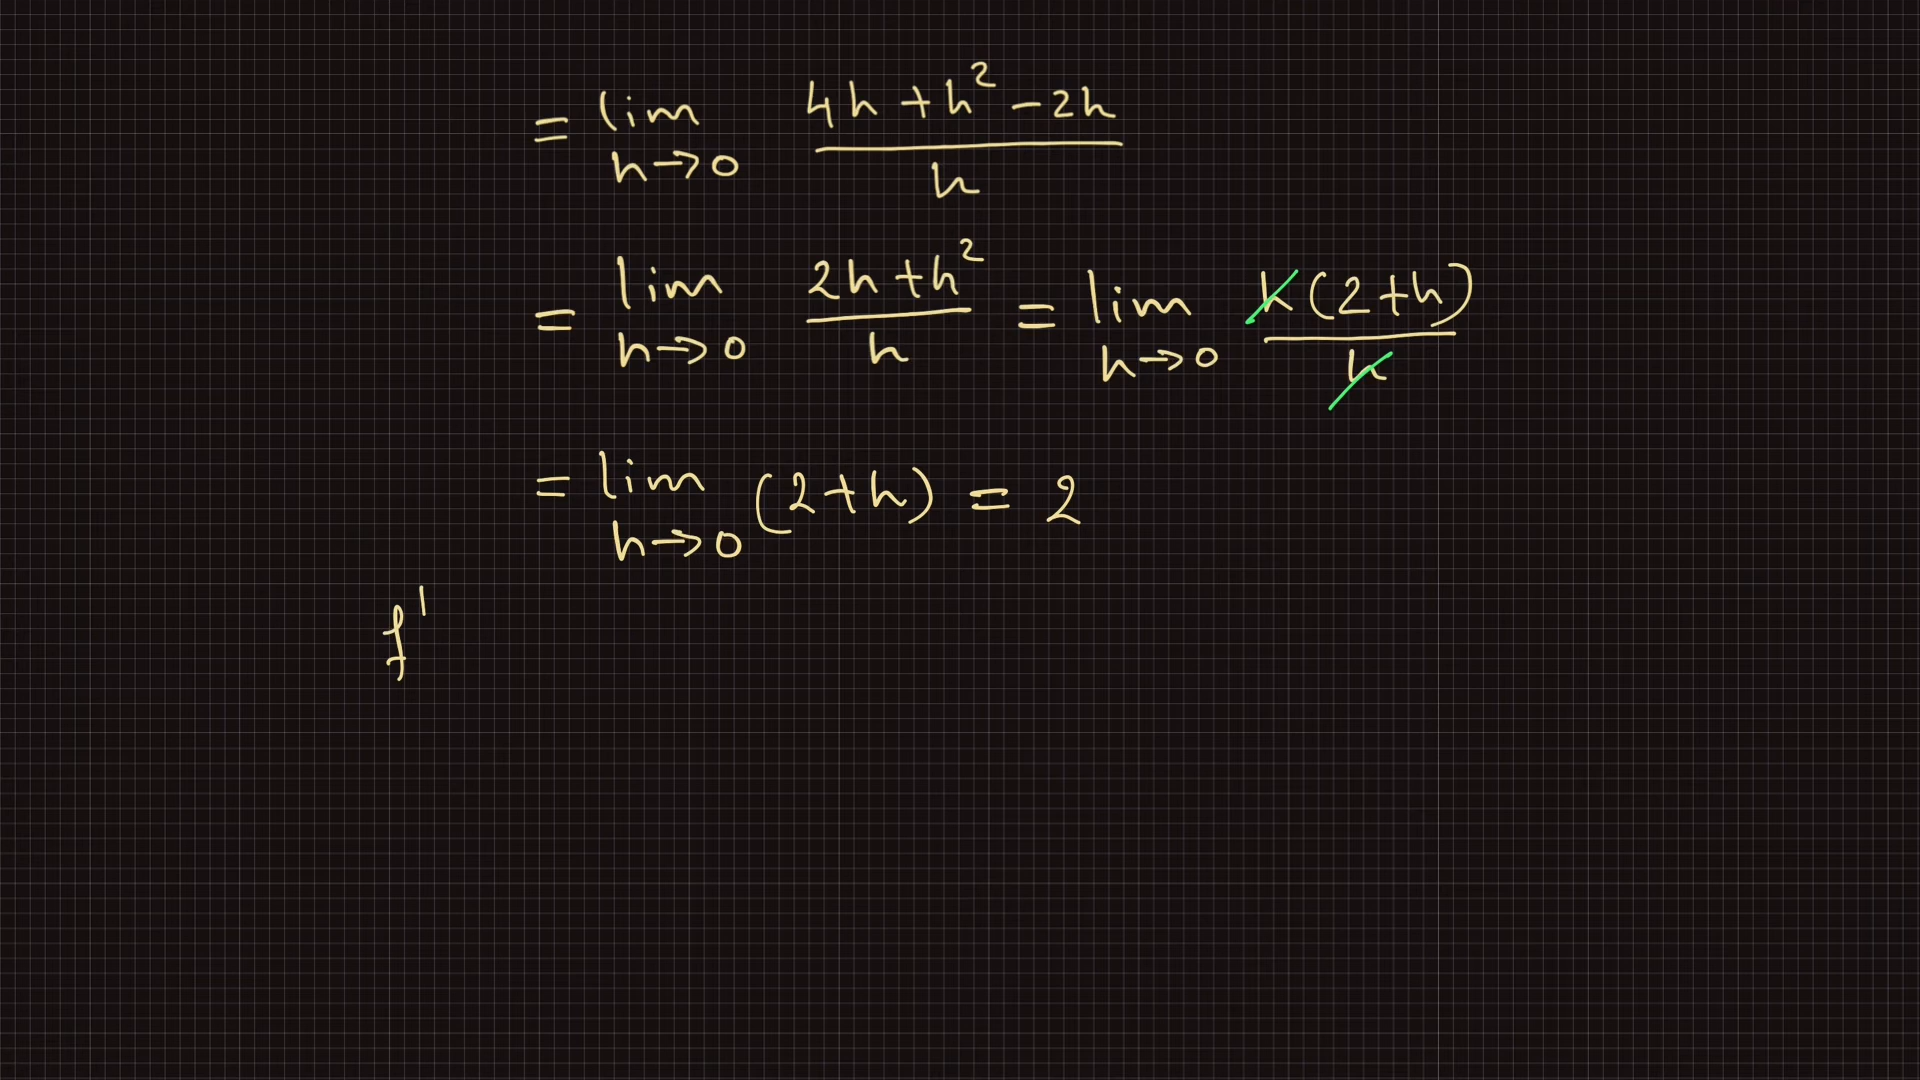 = lim h→0 (4h + h² − 2h)/h
= lim h→0 (2h + h²)/h = lim h→0 h(2+h)/h
= lim h→0 (2+h) = 2
f'